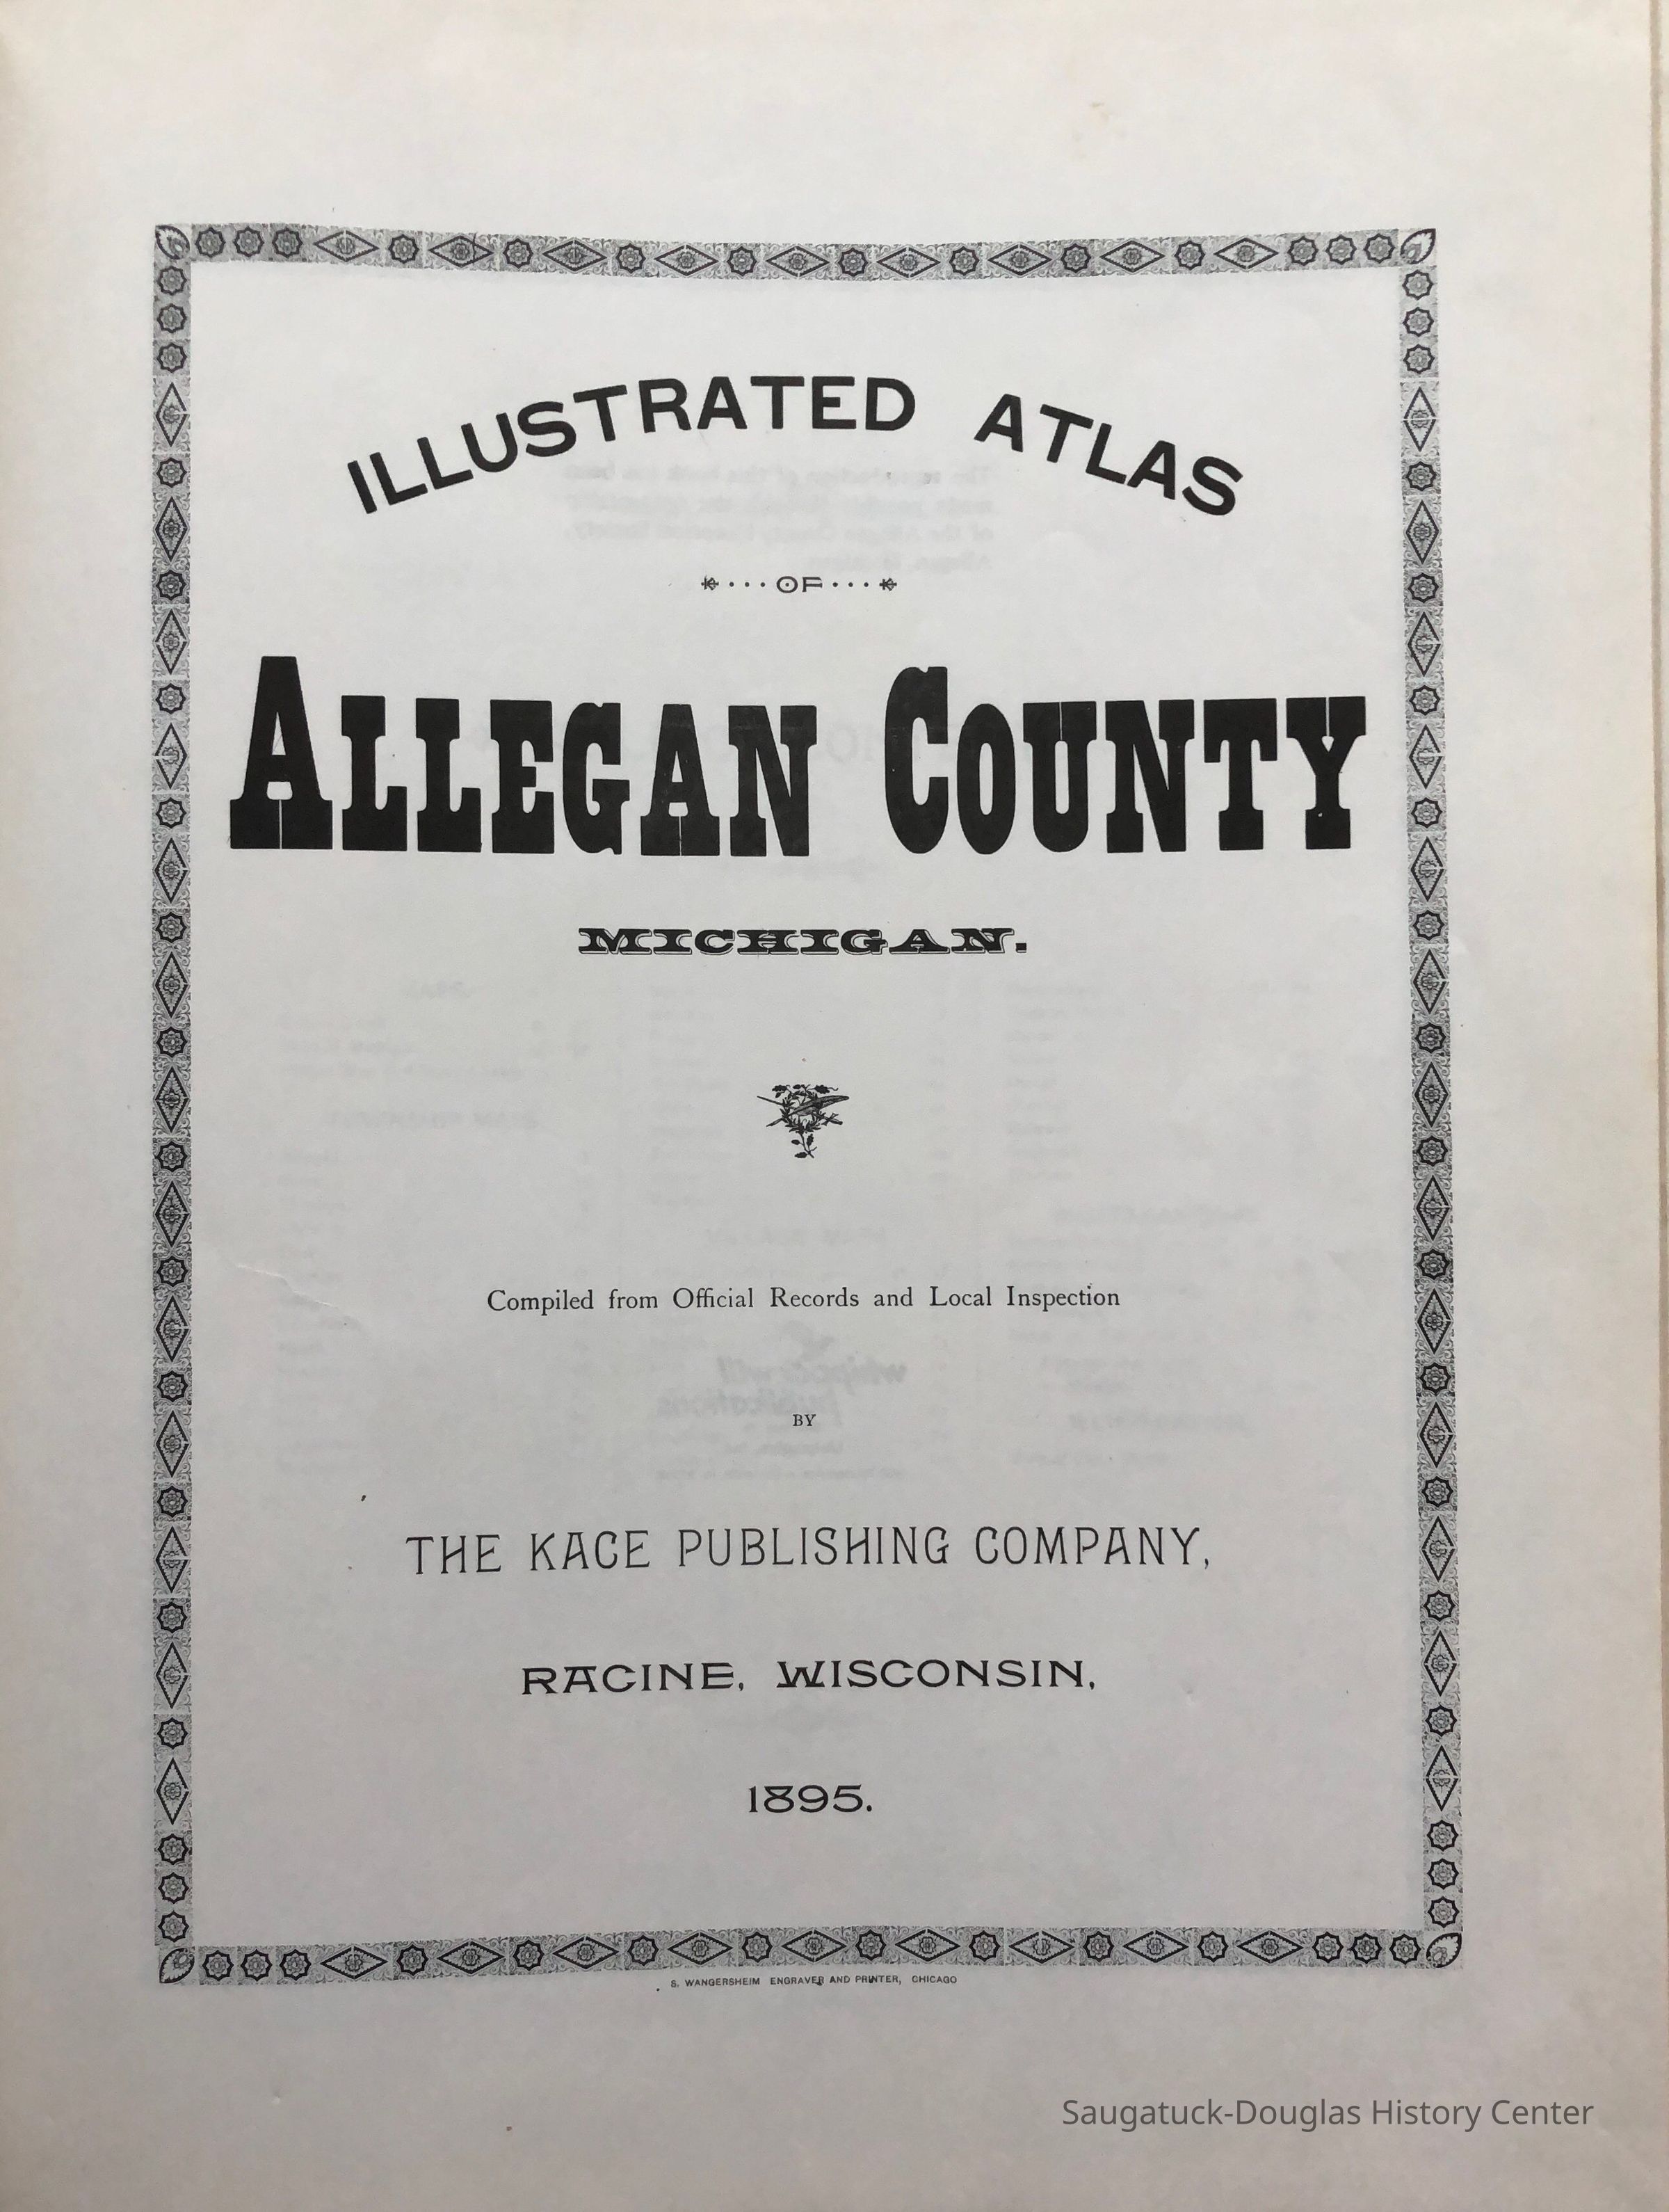 ILLUSTRATED ATLAS
OF
ALLEGAN COUNTY
MICHIGAN.
Compiled from Official Records and Local Inspection
BY
THE KACE PUBLISHING COMPANY,
RACINE, WISCONSIN,
1895.
S. WANGERSHEIM ENGRAVER AND PRINTER, CHICAGO
Saugatuck-Douglas History Center